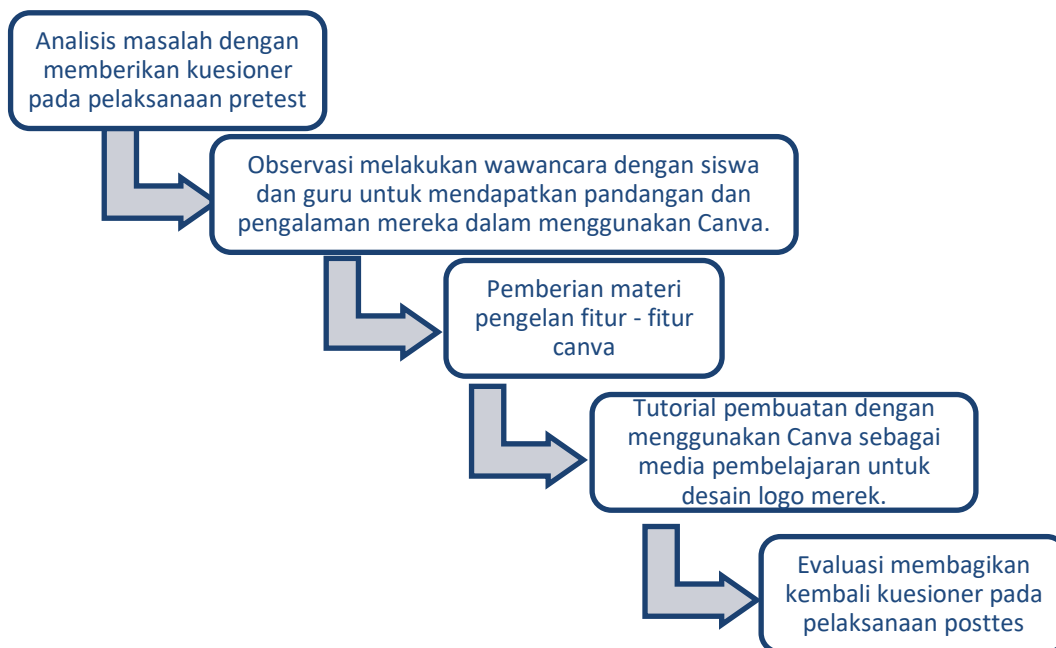 Analisis masalah dengan
memberikan kuesioner
pada pelaksanaan pretest
Observasi melakukan wawancara dengan siswa
dan guru untuk mendapatkan pandangan dan
pengalaman mereka dalam menggunakan Canva.
Pemberian materi
pengelan fitur - fitur
canva
Tutorial pembuatan dengan
menggunakan Canva sebagai
media pembelajaran untuk
desain logo merek.
Evaluasi membagikan
kembali kuesioner pada
pelaksanaan posttes